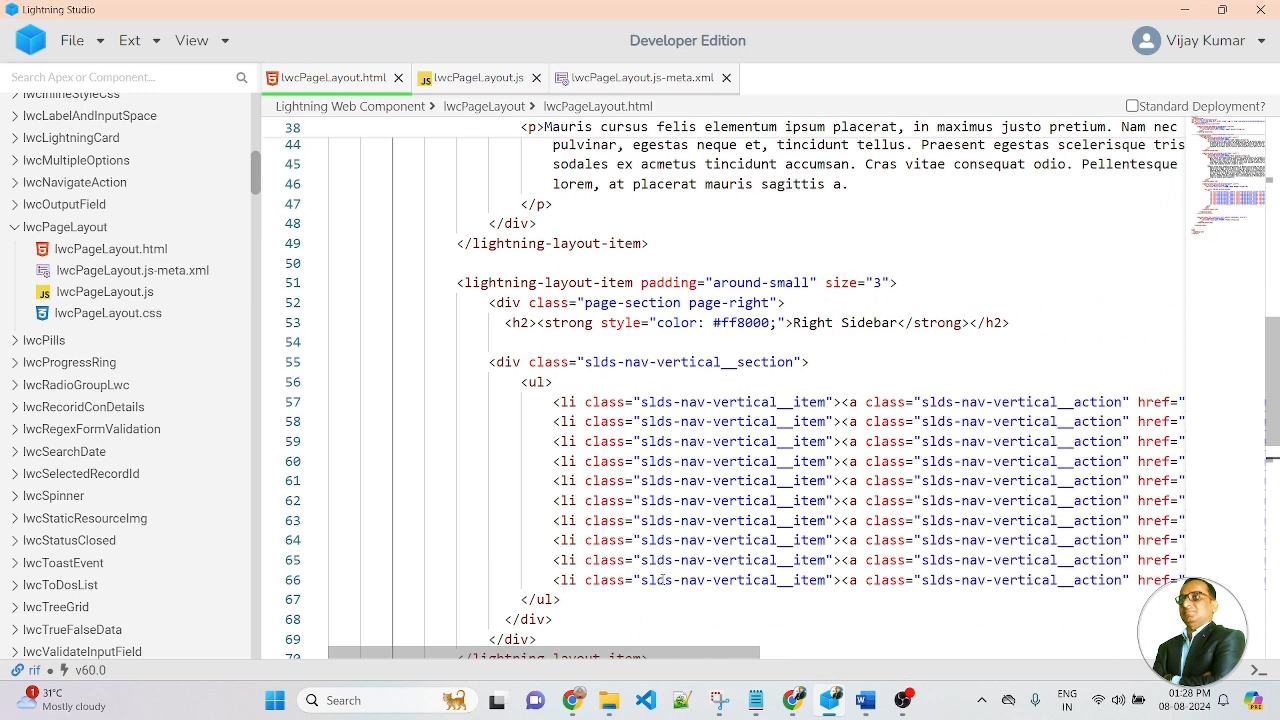 Lightning Studio
File Ext View Developer Edition Vijay Kumar
Search Apex or Component...
lwcInlineStyleCss
lwcLabelAndInputSpace
lwcLightningCard
lwcMultipleOptions
lwcNavigateAction
lwcOutputField
lwcPageLayout
lwcPageLayout.html
lwcPageLayout.js-meta.xml
JS lwcPageLayout.js
lwcPageLayout.css
lwcPills
lwcProgressRing
lwcRadioGroupLwc
lwcRecoridConDetails
lwcRegexFormValidation
lwcSearchDate
lwcSelectedRecordId
lwcSpinner
lwcStaticResourceImg
lwcStatusClosed
lwcToastEvent
lwcToDosList
lwcTreeGrid
lwcTrueFalseData
lwcValidateInputField
lwcPageLayout.html JS lwcPageLayout.js lwcPageLayout.js-meta.xml
Lightning Web Component lwcPageLayout lwcPageLayout.html Standard Deployment?
38 <p>Mauris cursus felis elementum ipsum placerat, in maximus justo pretium. Nam nec
44 pulvinar, egestas neque et, tincidunt tellus. Praesent egestas scelerisque tris
45 sodales ex acmetus tincidunt accumsan. Cras vitae consequat odio. Pellentesque
46 lorem, at placerat mauris sagittis a.
47 </p>
48 </div>
49 </lightning-layout-item>
50
51 <lightning-layout-item padding="around-small" size="3">
52 <div class="page-section page-right">
53 <h2><strong style="color: #ff8000;">Right Sidebar</strong></h2>
54
55 <div class="slds-nav-vertical__section">
56 <ul>
57 <li class="slds-nav-vertical__item"><a class="slds-nav-vertical__action" href="
58 <li class="slds-nav-vertical__item"><a class="slds-nav-vertical__action" href="
59 <li class="slds-nav-vertical__item"><a class="slds-nav-vertical__action" href="
60 <li class="slds-nav-vertical__item"><a class="slds-nav-vertical__action" href="
61 <li class="slds-nav-vertical__item"><a class="slds-nav-vertical__action" href="
62 <li class="slds-nav-vertical__item"><a class="slds-nav-vertical__action" href="
63 <li class="slds-nav-vertical__item"><a class="slds-nav-vertical__action" href="
64 <li class="slds-nav-vertical__item"><a class="slds-nav-vertical__action" href="
65 <li class="slds-nav-vertical__item"><a class="slds-nav-vertical__action" href="
66 <li class="slds-nav-vertical__item"><a class="slds-nav-vertical__action" href="
67 </ul>
68 </div>
69 </div>
70 </lightning-layout-item>
rif v60.0
1 31°C
Mostly cloudy
Search
ENG
IN
01:28 PM
08-08-2024